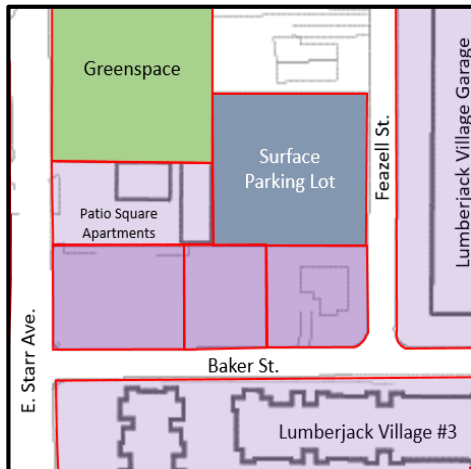 Greenspace
Surface
Parking Lot
Feazell St.
Lumberjack Village Garage
Patio Square
Apartments
E. Starr Ave.
Baker St.
Lumberjack Village #3